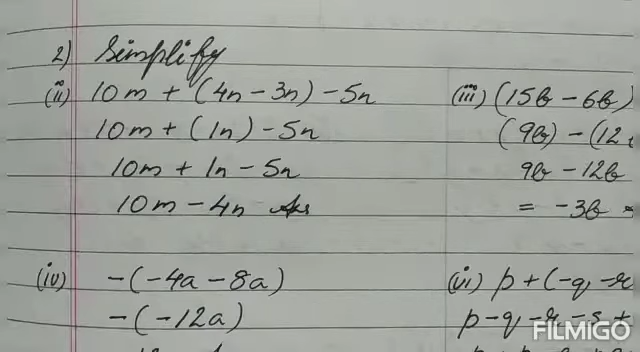 2) Simplify
(ii) 10m + (4n - 3n) - 5n
10m + (1n) - 5n
10m + 1n - 5n
10m - 4n Ans
(iii) (15b - 6b)
(9b) - (12
9b - 12b
= - 3b =
(iv) -(-4a - 8a)
-(-12a)
(vi) p + (-q - r
p - q - r - s +
FILMIGO